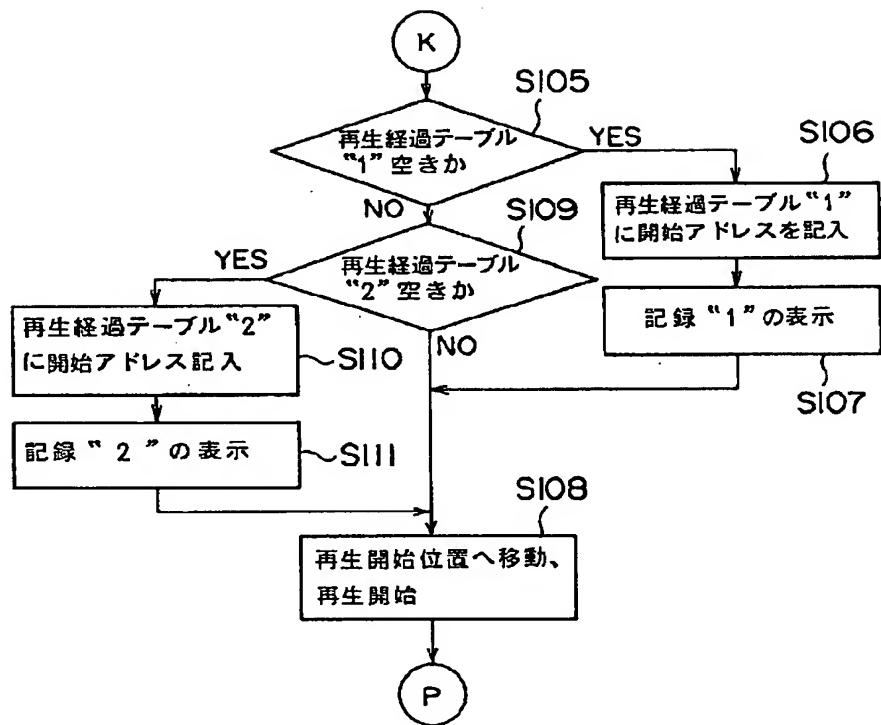 K
S105
再生経過テーブル
“1”空きか
YES
NO
S106
再生経過テーブル“1”
に開始アドレスを記入
記録“1”の表示
S107
S109
再生経過テーブル
“2”空きか
YES
NO
再生経過テーブル“2”
に開始アドレス記入
S110
記録“2”の表示
S111
S108
再生開始位置へ移動、
再生開始
P